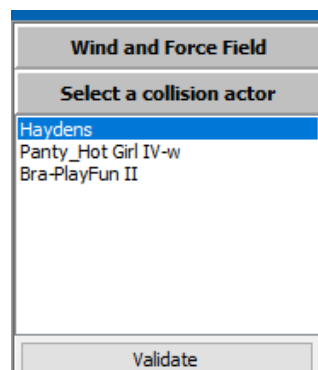 Wind and Force Field
Select a collision actor
Haydens
Panty_Hot Girl IV-w
Bra-PlayFun II
Validate